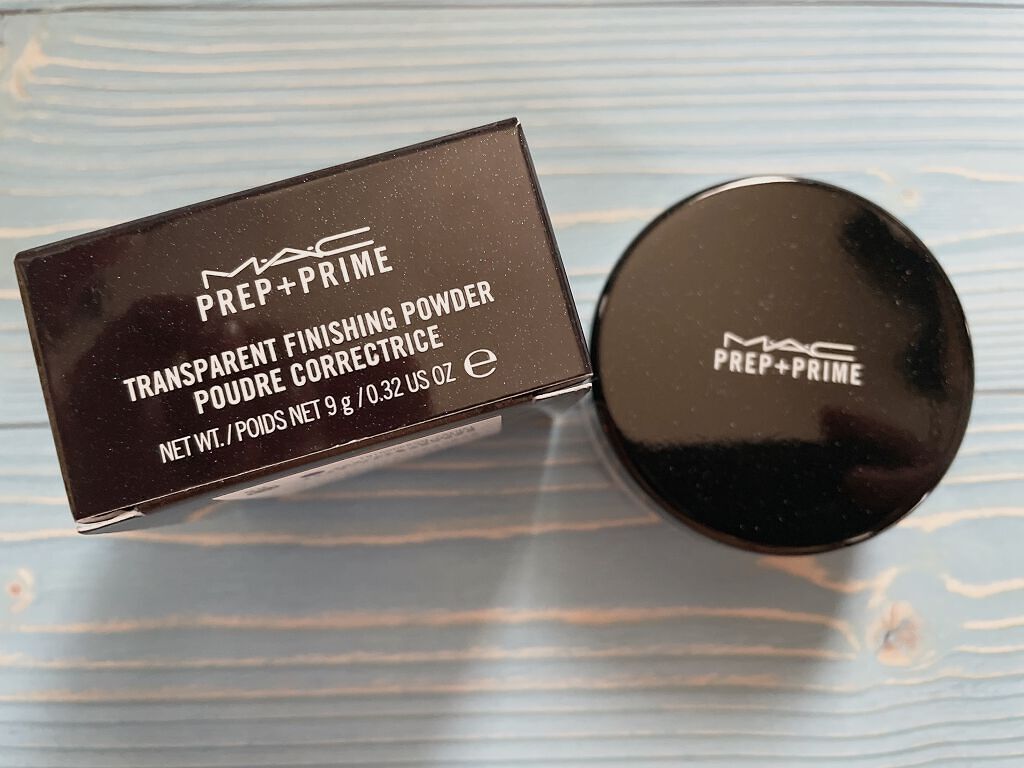 MAC
PREP+PRIME
TRANSPARENT FINISHING POWDER
POUDRE CORRECTRICE
NET WT./POIDS NET 9 g/0.32 US OZ ℮
MAC
PREP+PRIME